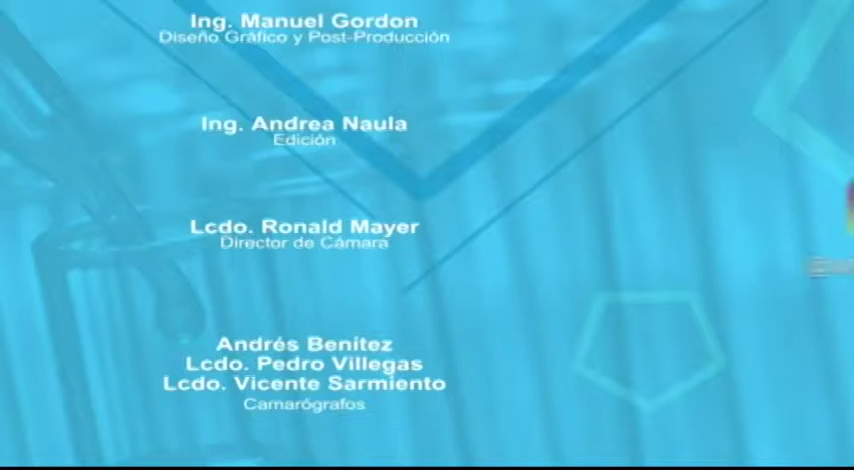 Ing. Manuel Gordon
Diseño Gráfico y Post-Producción
Ing. Andrea Naula
Edición
Lcdo. Ronald Mayer
Director de Cámara
Andrés Benítez
Lcdo. Pedro Villegas
Lcdo. Vicente Sarmiento
Camarógrafos